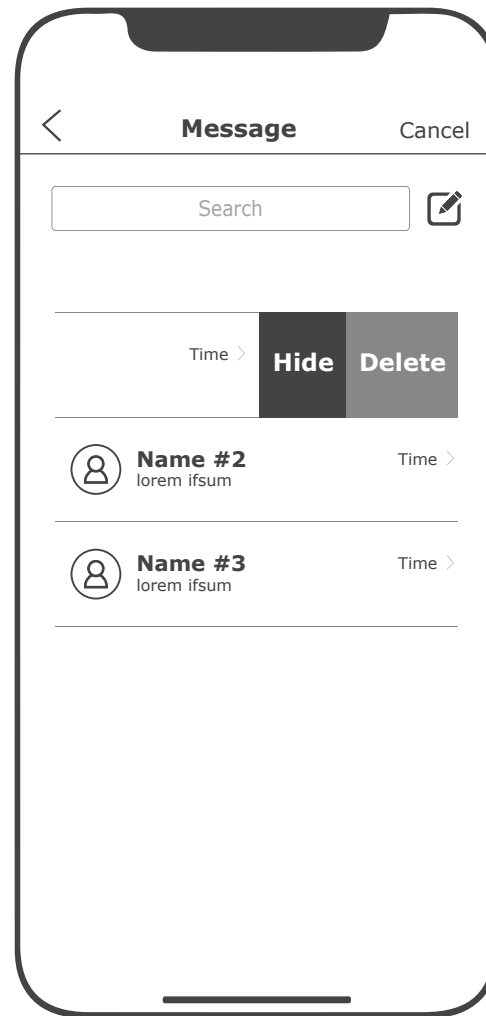 Message Cancel
Search
Time Hide Delete
Name #2 Time
lorem ifsum
Name #3 Time
lorem ifsum